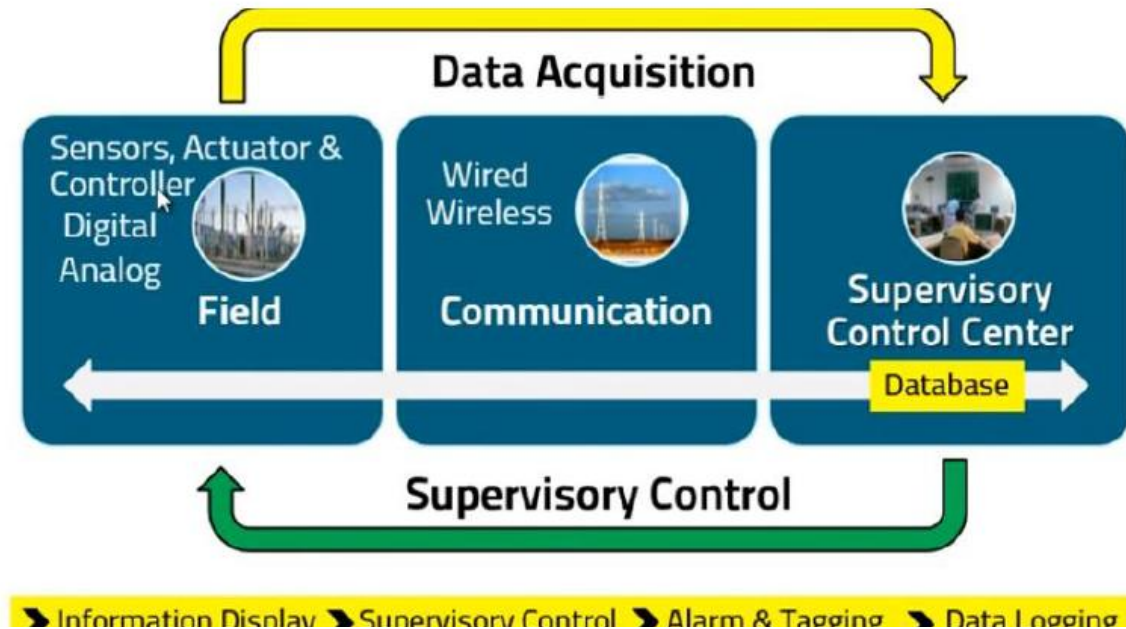 Data Acquisition
Sensors, Actuator &
Controller
Digital
Analog
Field
Wired
Wireless
Communication
Supervisory
Control Center
Database
Supervisory Control
Information Display Supervisory Control Alarm & Tagging Data Logging